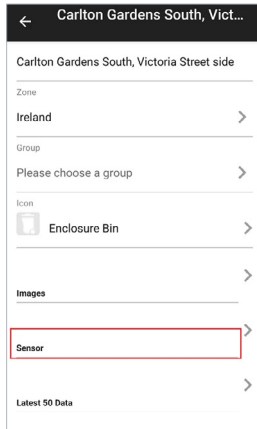 Carlton Gardens South, Vict...
Carlton Gardens South, Victoria Street side
Zone
Ireland
Group
Please choose a group
Icon
Enclosure Bin
Images
Sensor
Latest 50 Data